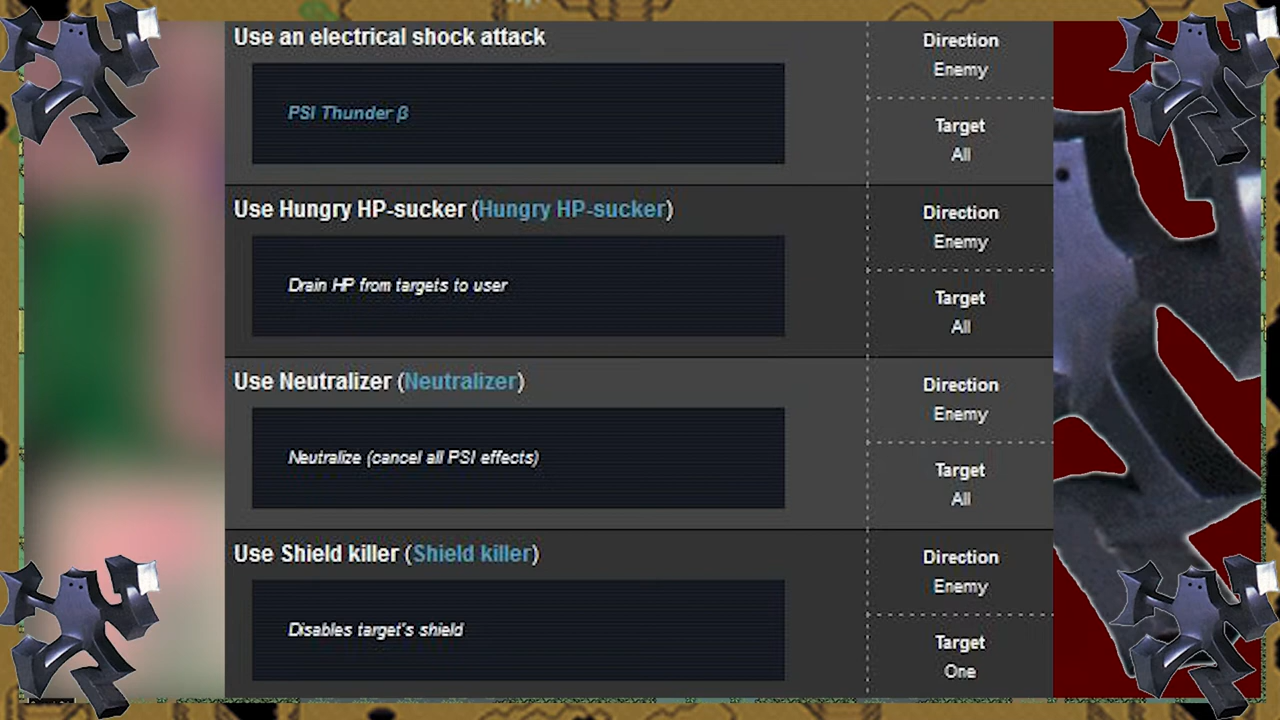 Use an electrical shock attack
Direction
Enemy
PSI Thunder β
Target
All
Use Hungry HP-sucker (Hungry HP-sucker)
Direction
Enemy
Drain HP from targets to user
Target
All
Use Neutralizer (Neutralizer)
Direction
Enemy
Neutralize (cancel all PSI effects)
Target
All
Use Shield killer (Shield killer)
Direction
Enemy
Disables target's shield
Target
One